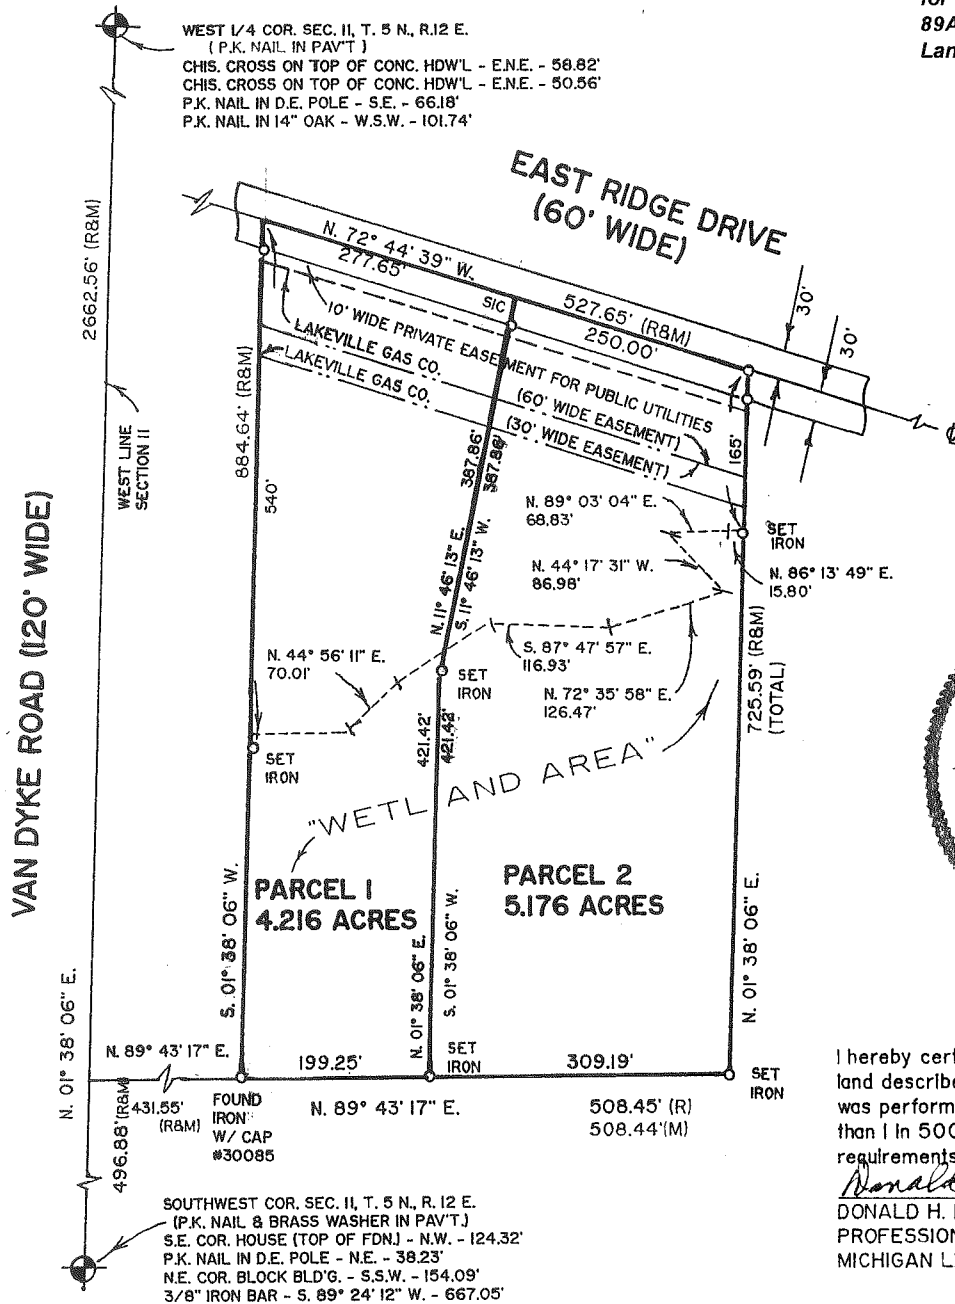 for
89A
Lan
WEST 1/4 COR. SEC. 11, T. 5 N., R.12 E.
( P.K. NAIL IN PAV'T )
CHIS. CROSS ON TOP OF CONC. HDW'L - E.N.E. - 58.82'
CHIS. CROSS ON TOP OF CONC. HDW'L - E.N.E. - 50.56'
P.K. NAIL IN D.E. POLE - S.E. - 66.18'
P.K. NAIL IN 14" OAK - W.S.W. - 101.74'
EAST RIDGE DRIVE
(60' WIDE)
N. 72° 44' 39" W.
277.65'
527.65' (R&M)
250.00'
30'
30'
SIC
10' WIDE PRIVATE EASEMENT FOR PUBLIC UTILITIES
LAKEVILLE GAS CO.
(60' WIDE EASEMENT)
LAKEVILLE GAS CO.
(30' WIDE EASEMENT)
2662.56' (R&M)
WEST LINE
SECTION 11
884.64' (R&M)
540'
387.86'
387.86'
N. 11° 46' 13" E.
S. 11° 46' 13" W.
165'
N. 89° 03' 04" E.
68.83'
SET
IRON
N. 44° 17' 31" W.
86.98'
N. 86° 13' 49" E.
15.80'
VAN DYKE ROAD (120' WIDE)
N. 44° 56' 11" E.
70.01'
S. 87° 47' 57" E.
116.93'
N. 72° 35' 58" E.
126.47'
725.59' (R&M)
(TOTAL)
SET
IRON
SET
IRON
421.42'
421.42'
"WETLAND AREA"
PARCEL 1
4.216 ACRES
PARCEL 2
5.176 ACRES
S. 01° 38' 06" W.
N. 01° 38' 06" E.
S. 01° 38' 06" W.
N. 01° 38' 06" E.
N. 01° 38' 06" E.
N. 89° 43' 17" E.
199.25'
SET
IRON
309.19'
SET
IRON
496.88' (R&M)
431.55'
(R&M)
FOUND
IRON
W/ CAP
#30085
N. 89° 43' 17" E.
508.45' (R)
508.44'(M)
I hereby cert
land describe
was perform
than 1 in 500
requirements
Donald
DONALD H.
PROFESSION
MICHIGAN L
SOUTHWEST COR. SEC. 11, T. 5 N., R. 12 E.
(P.K. NAIL & BRASS WASHER IN PAV'T.)
S.E. COR. HOUSE (TOP OF FDN.) - N.W. - 124.32'
P.K. NAIL IN D.E. POLE - N.E. - 38.23'
N.E. COR. BLOCK BLD'G. - S.S.W. - 154.09'
3/8" IRON BAR - S. 89° 24' 12" W. - 667.05'